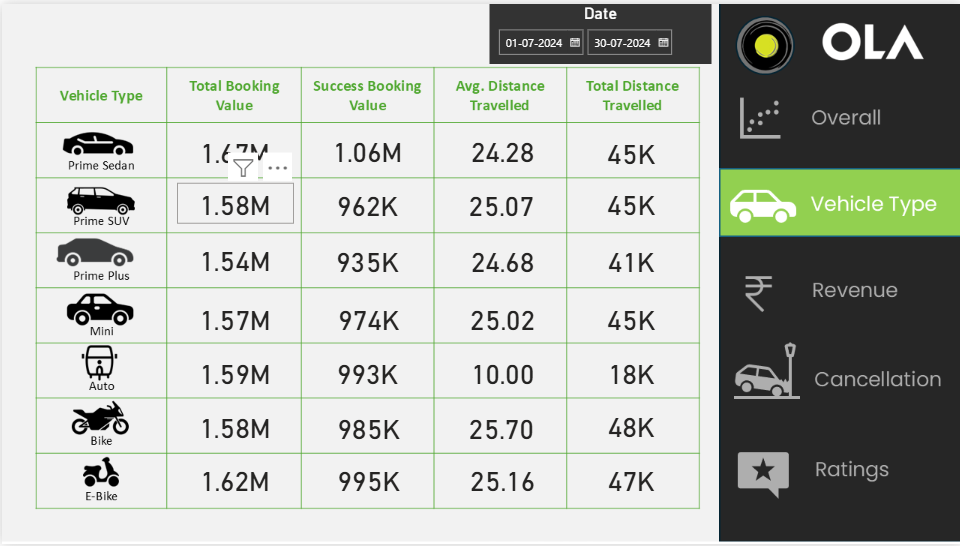 Date
01-07-2024 30-07-2024
OLA
Vehicle Type Total Booking Value Success Booking Value Avg. Distance Travelled Total Distance Travelled
Prime Sedan 1.67M 1.06M 24.28 45K
Prime SUV 1.58M 962K 25.07 45K
Prime Plus 1.54M 935K 24.68 41K
Mini 1.57M 974K 25.02 45K
Auto 1.59M 993K 10.00 18K
Bike 1.58M 985K 25.70 48K
E-Bike 1.62M 995K 25.16 47K
Overall
Vehicle Type
Revenue
Cancellation
Ratings